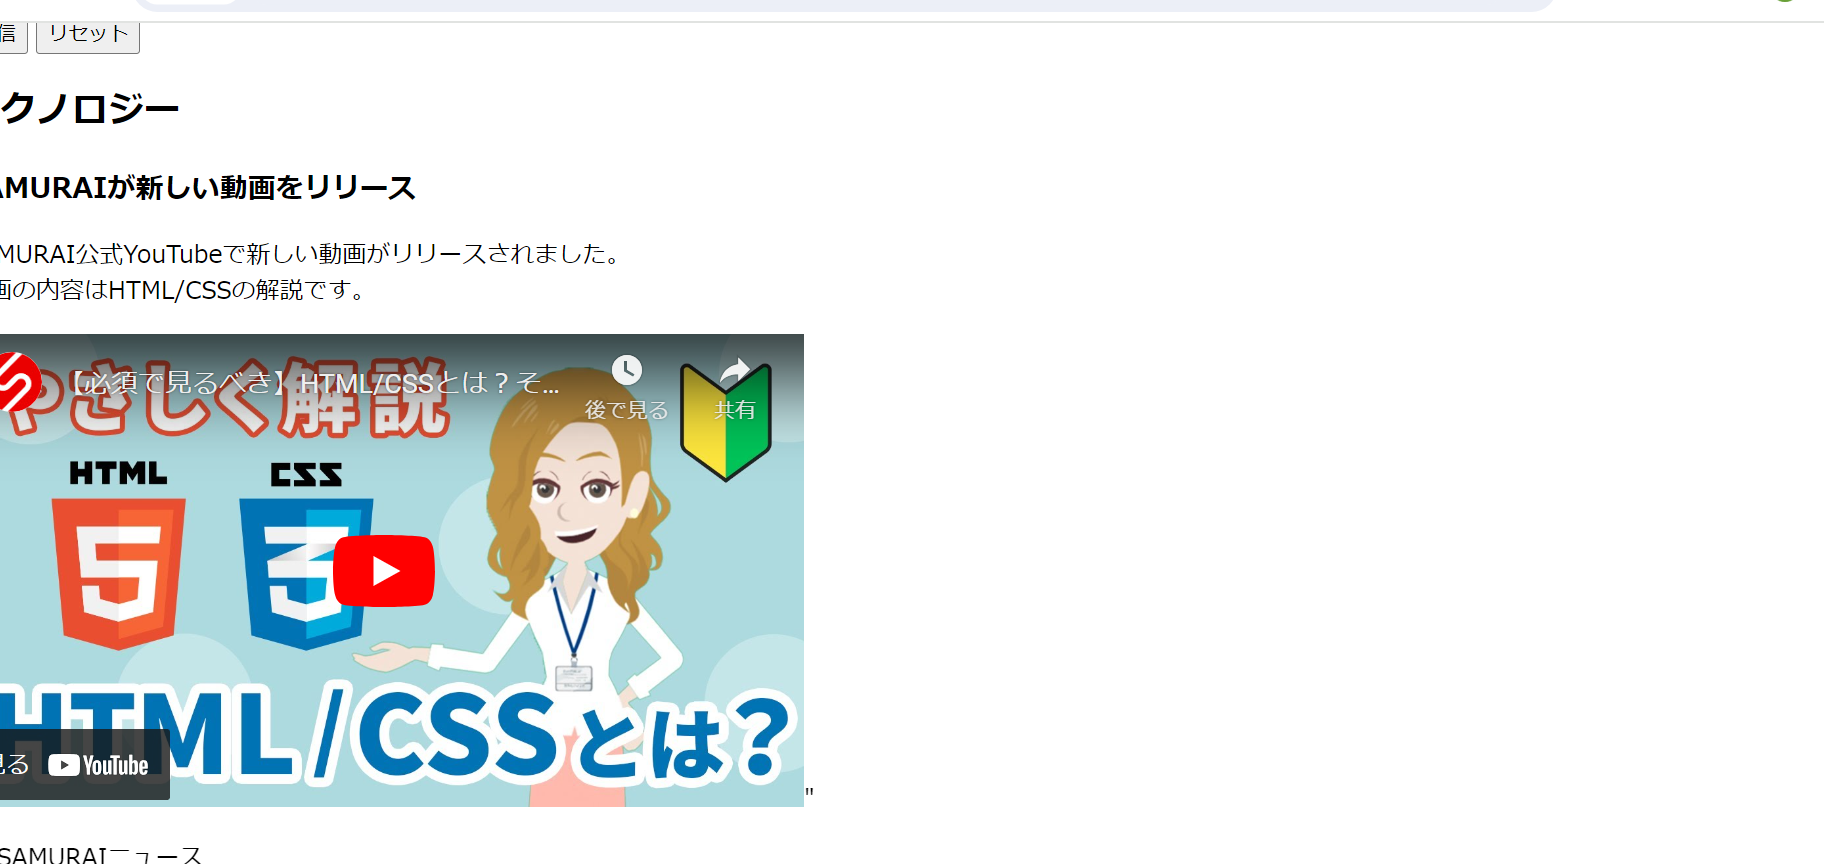 信 リセット
クノロジー
AMURAIが新しい動画をリリース
MURAI公式YouTubeで新しい動画がリリースされました。
画の内容はHTML/CSSの解説です。
【必須で見るべき】HTML/CSSとは？そ...
後で見る 共有
やさしく解説
HTML CSS
5 3
HTML/CSSとは?
見る YouTube
"
SAMURAIニュース